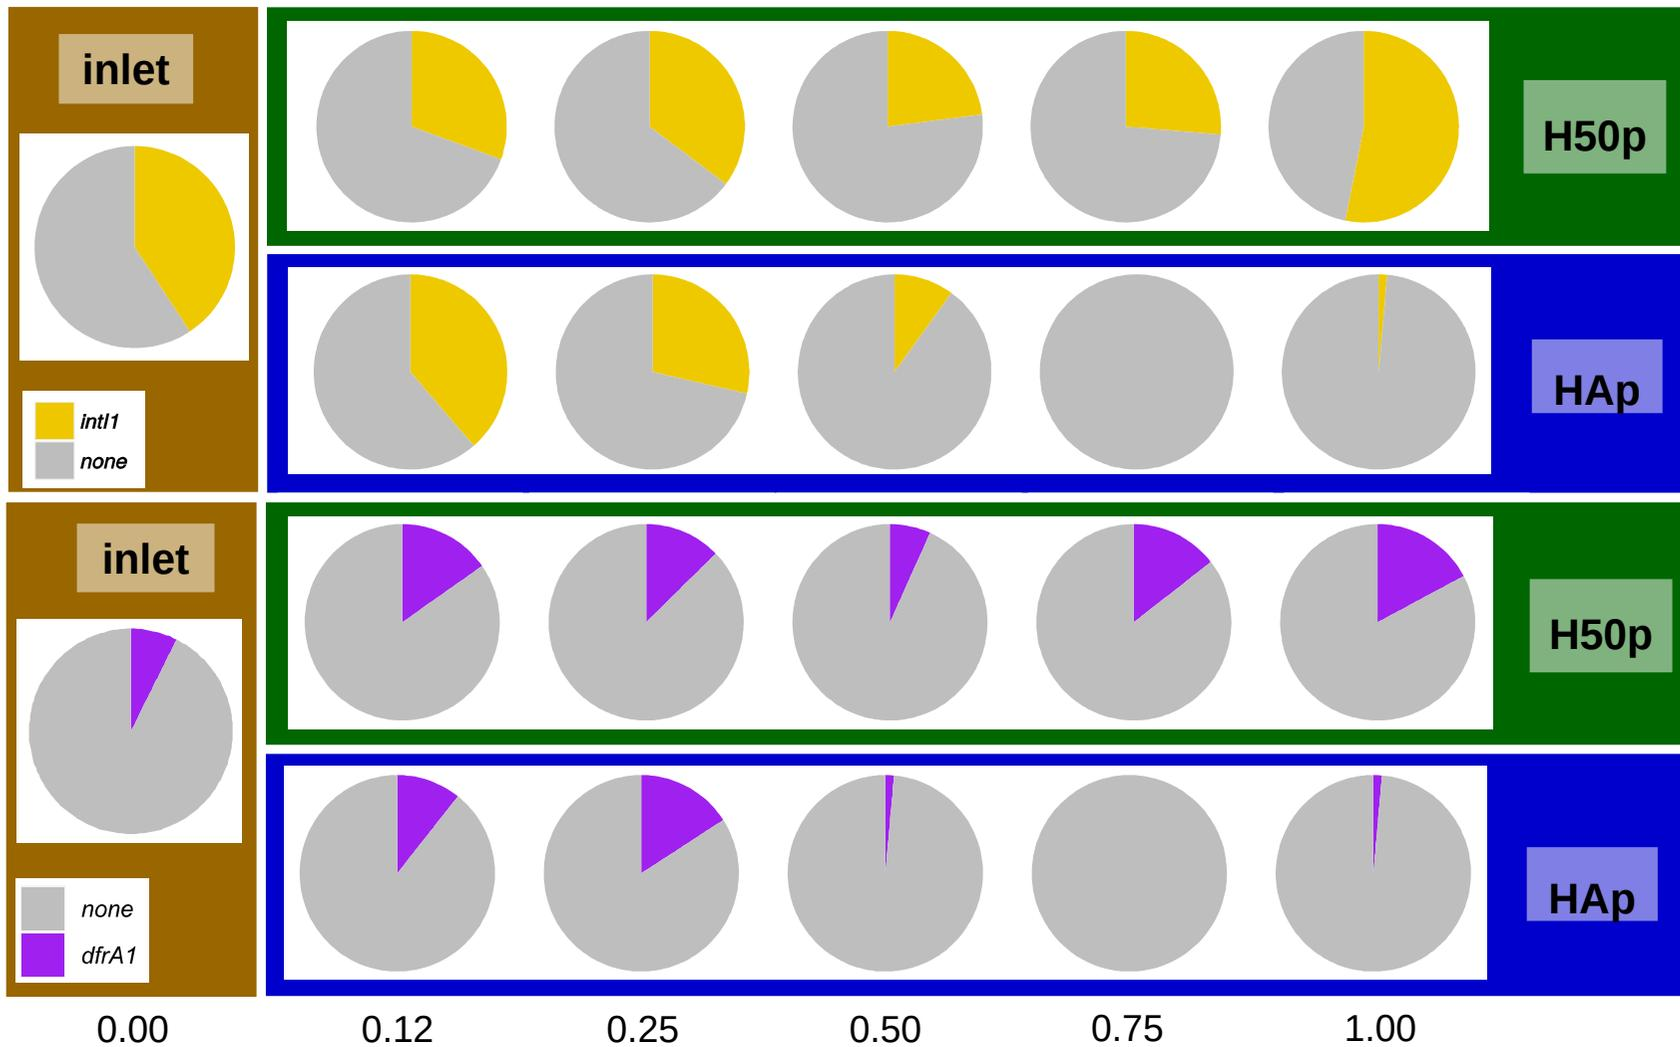 inlet
H50p
HAp
intI1
none
inlet
H50p
HAp
none
dfrA1
0.00 0.12 0.25 0.50 0.75 1.00